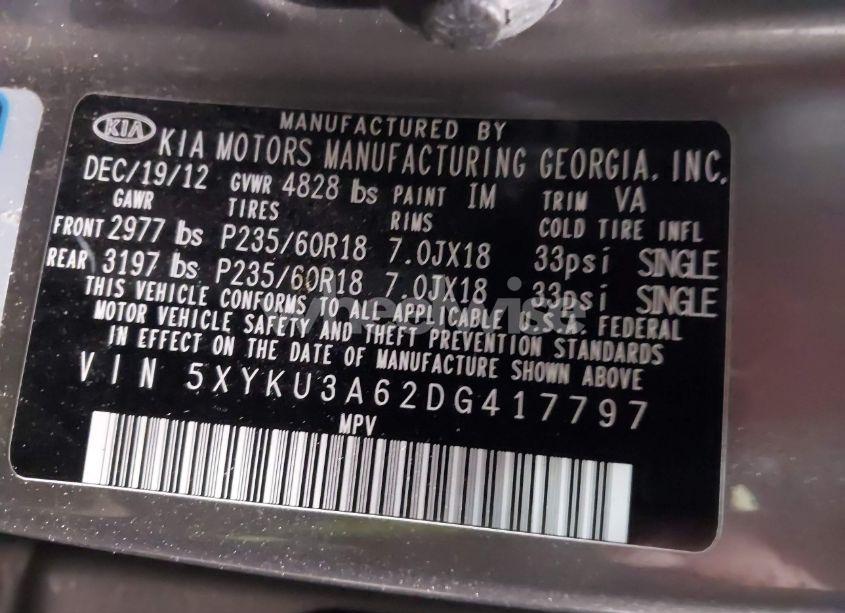 MANUFACTURED BY
KIA KIA MOTORS MANUFACTURING GEORGIA, INC.
DEC/19/12 GVWR 4828 lbs PAINT IM TRIM VA
GAWR TIRES RIMS COLD TIRE INFL
FRONT 2977 lbs P235/60R18 7.0JX18 33psi SINGLE
REAR 3197 lbs P235/60R18 7.0JX18 33psi SINGLE
THIS VEHICLE CONFORMS TO ALL APPLICABLE U.S.A. FEDERAL
MOTOR VEHICLE SAFETY AND THEFT PREVENTION STANDARDS
IN EFFECT ON THE DATE OF MANUFACTURE SHOWN ABOVE
VIN 5XYKU3A62DG417797
MPV